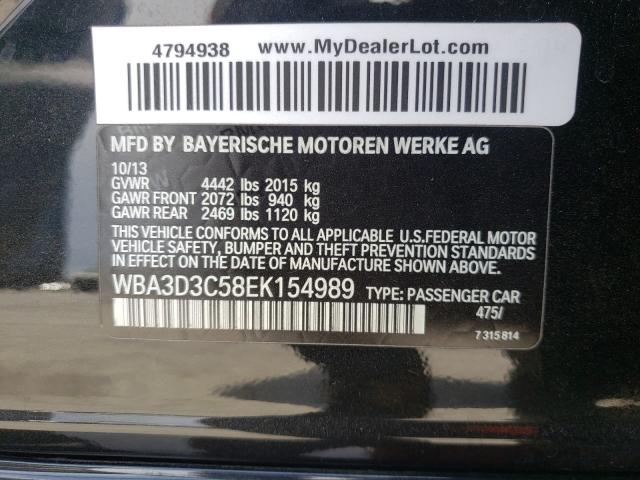 4794938 www.MyDealerLot.com
MFD BY BAYERISCHE MOTOREN WERKE AG
10/13
GVWR 4442 lbs 2015 kg
GAWR FRONT 2072 lbs 940 kg
GAWR REAR 2469 lbs 1120 kg
THIS VEHICLE CONFORMS TO ALL APPLICABLE U.S.FEDERAL MOTOR
VEHICLE SAFETY, BUMPER AND THEFT PREVENTION STANDARDS
IN EFFECT ON THE DATE OF MANUFACTURE SHOWN ABOVE.
WBA3D3C58EK154989 TYPE: PASSENGER CAR
475/
7315814